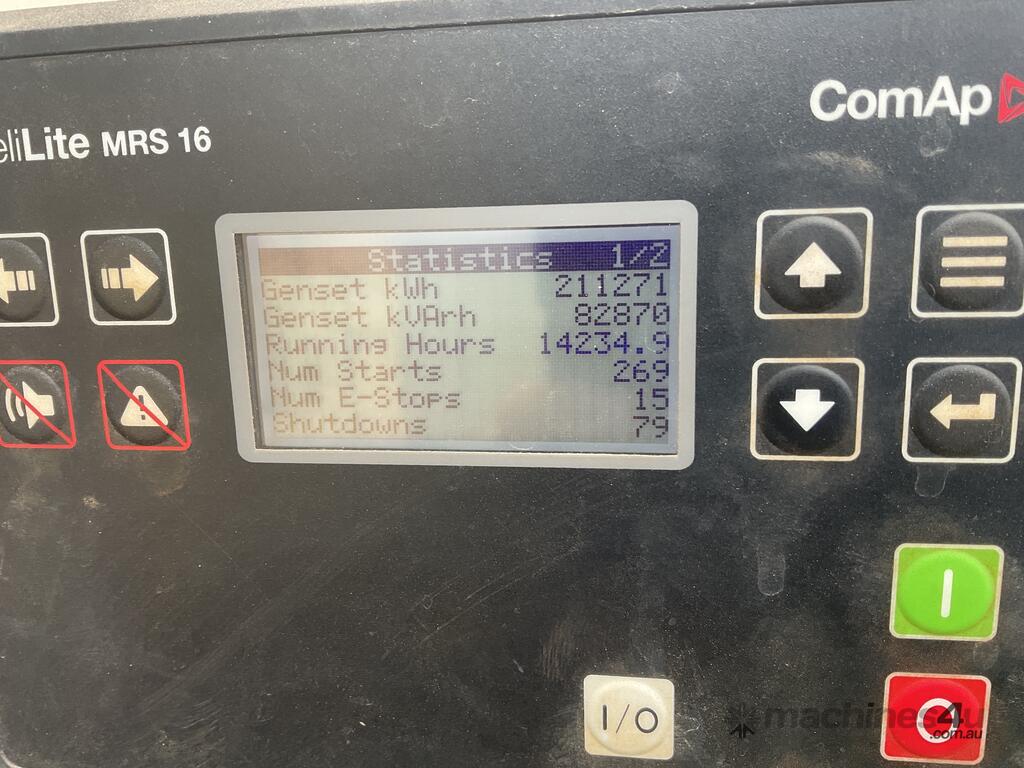 ComAp
eliLite MRS 16
Statistics 1/2
Genset kWh 211271
Genset kVArh 82870
Running Hours 14234.9
Num Starts 269
Num E-Stops 15
Shutdowns 79
I/O
machines4u
.com.au